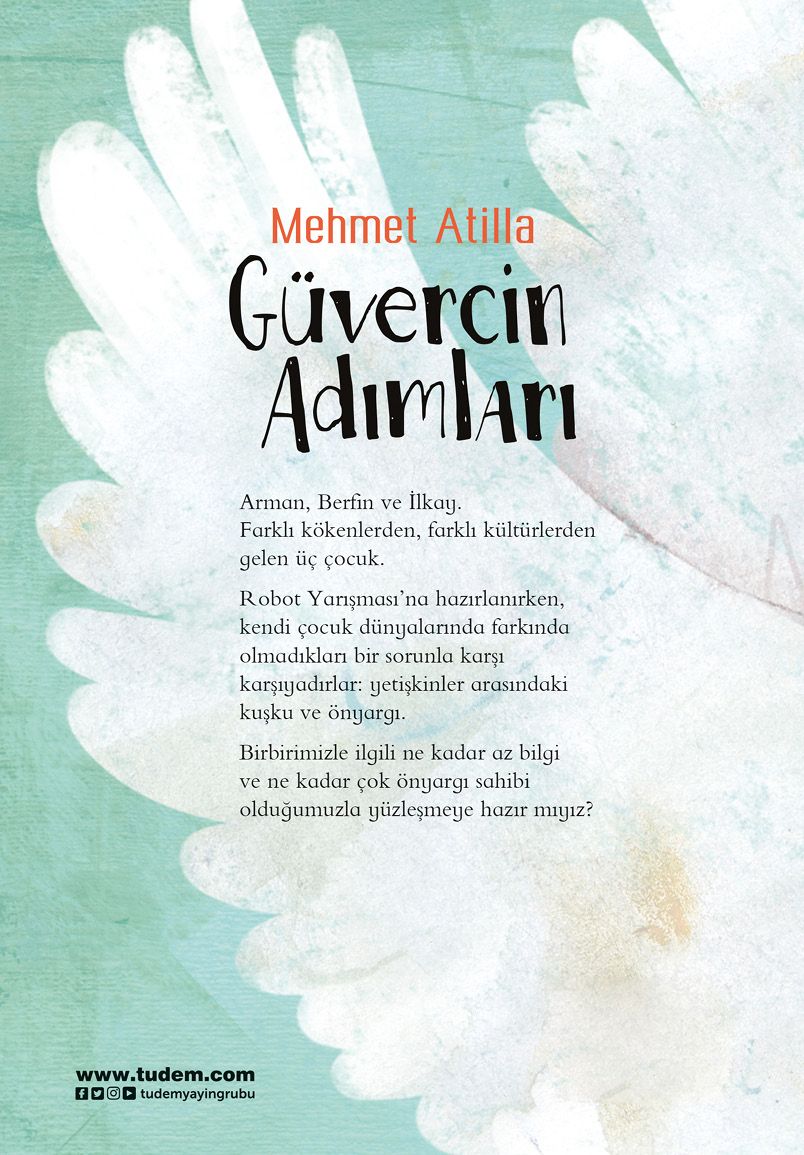 Mehmet Atilla
Güvercin
Adımları
Arman, Berfin ve İlkay.
Farklı kökenlerden, farklı kültürlerden
gelen üç çocuk.
Robot Yarışması’na hazırlanırken,
kendi çocuk dünyalarında farkında
olmadıkları bir sorunla karşı
karşıyadırlar: yetişkinler arasındaki
kuşku ve önyargı.
Birbirimizle ilgili ne kadar az bilgi
ve ne kadar çok önyargı sahibi
olduğumuzla yüzleşmeye hazır mıyız?
www.tudem.com
tudemyayingrubu